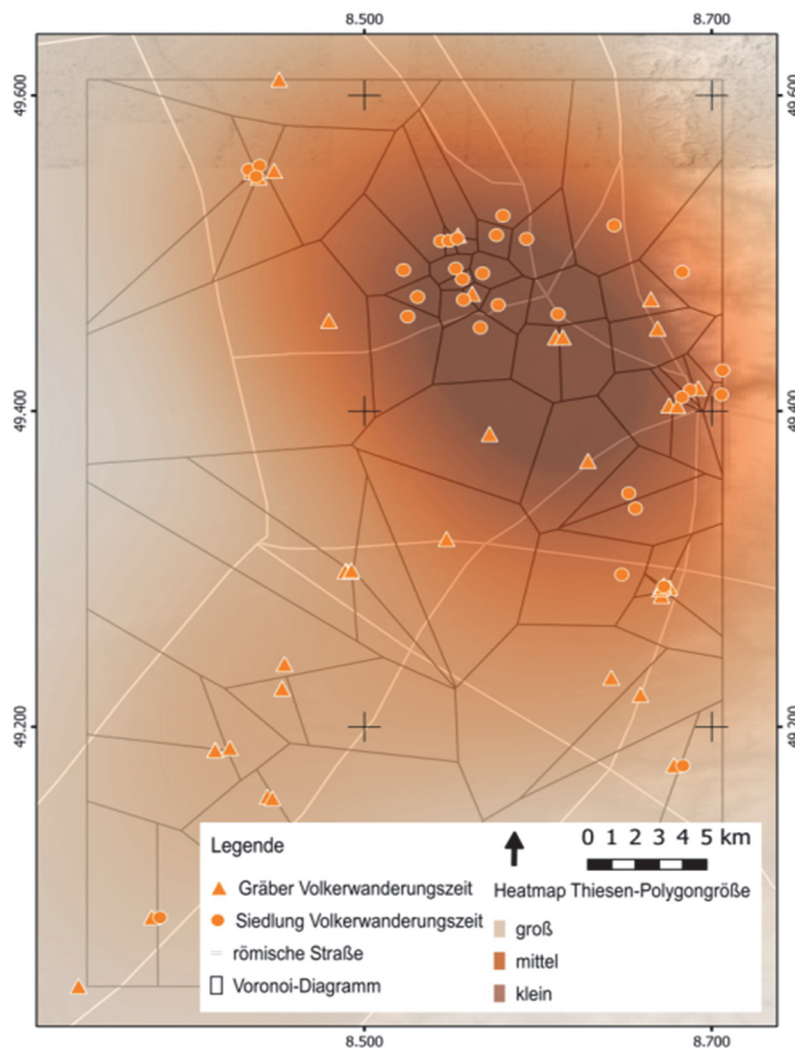 8.500 8.700
49.600 49.600
49.400 49.400
49.200 49.200
Legende
0 1 2 3 4 5 km
Gräber Volkerwanderungszeit
Heatmap Thiesen-Polygongröße
Siedlung Volkerwanderungszeit
groß
römische Straße
mittel
Voronoi-Diagramm
klein
8.500 8.700